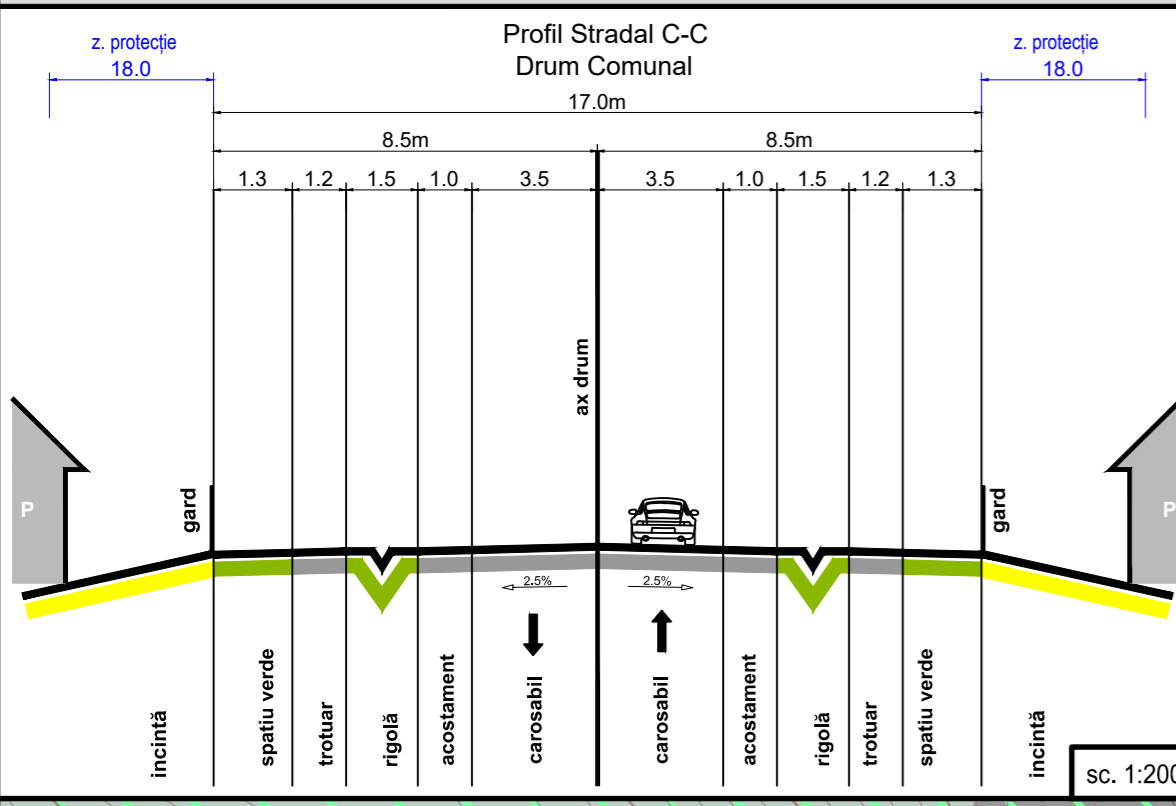 Profil Stradal C-C
Drum Comunal
z. protecție
18.0
z. protecție
18.0
17.0m
8.5m
8.5m
1.3
1.2
1.5
1.0
3.5
3.5
1.0
1.5
1.2
1.3
ax drum
gard
gard
P
P
2.5%
2.5%
incintă
spatiu verde
trotuar
rigolă
acostament
carosabil
carosabil
acostament
rigolă
trotuar
spatiu verde
incintă
sc. 1:200